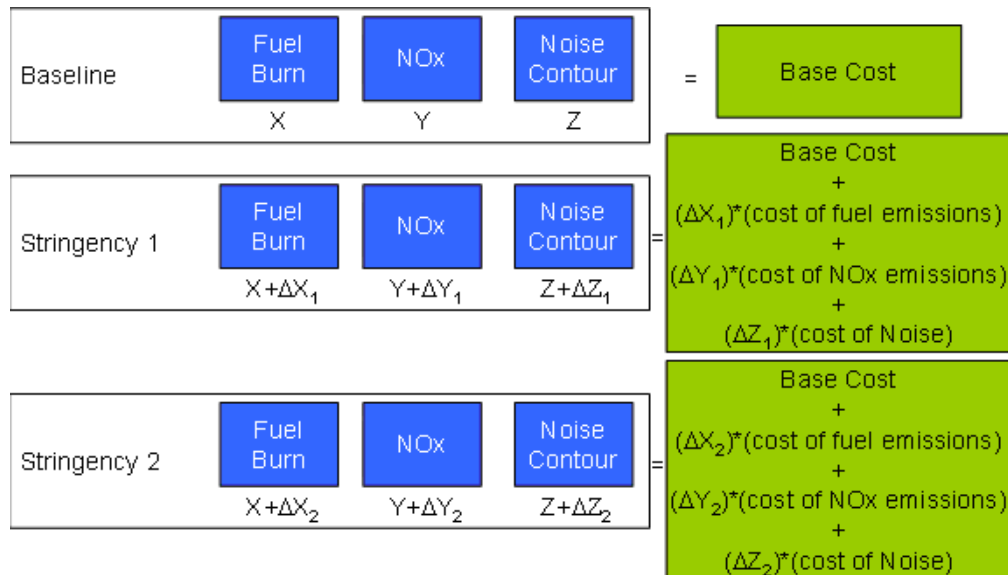 Baseline
Fuel
Burn
X
NOx
Y
Noise
Contour
Z
=
Base Cost
Stringency 1
Fuel
Burn
X+ΔX₁
NOx
Y+ΔY₁
Noise
Contour
Z+ΔZ₁
=
Base Cost
+
(ΔX₁)*(cost of fuel emissions)
+
(ΔY₁)*(cost of NOx emissions)
+
(ΔZ₁)*(cost of Noise)
Stringency 2
Fuel
Burn
X+ΔX₂
NOx
Y+ΔY₂
Noise
Contour
Z+ΔZ₂
=
Base Cost
+
(ΔX₂)*(cost of fuel emissions)
+
(ΔY₂)*(cost of NOx emissions)
+
(ΔZ₂)*(cost of Noise)